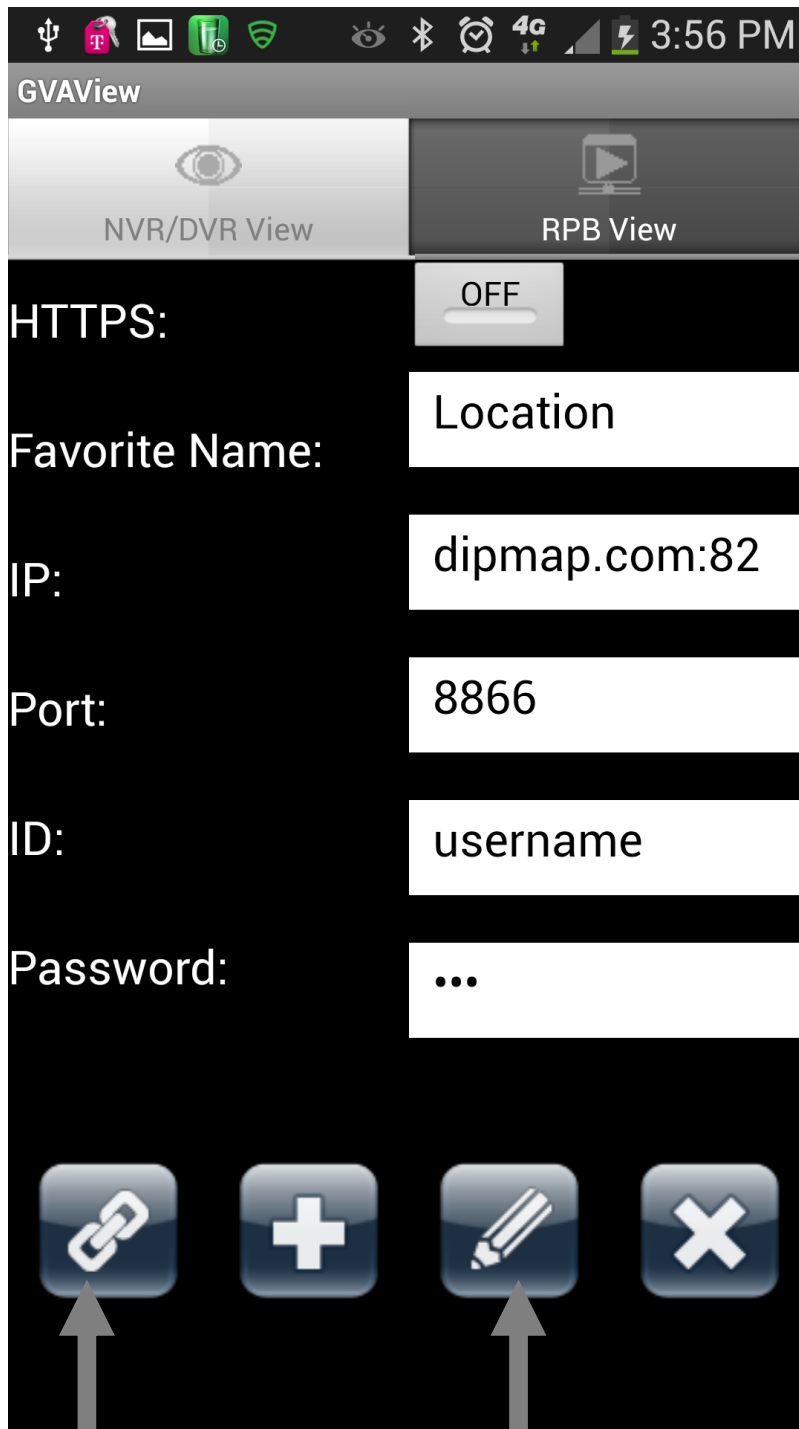 4G 3:56 PM
GVAView
NVR/DVR View
RPB View
HTTPS:
OFF
Favorite Name:
Location
IP:
dipmap.com:82
Port:
8866
ID:
username
Password:
•••